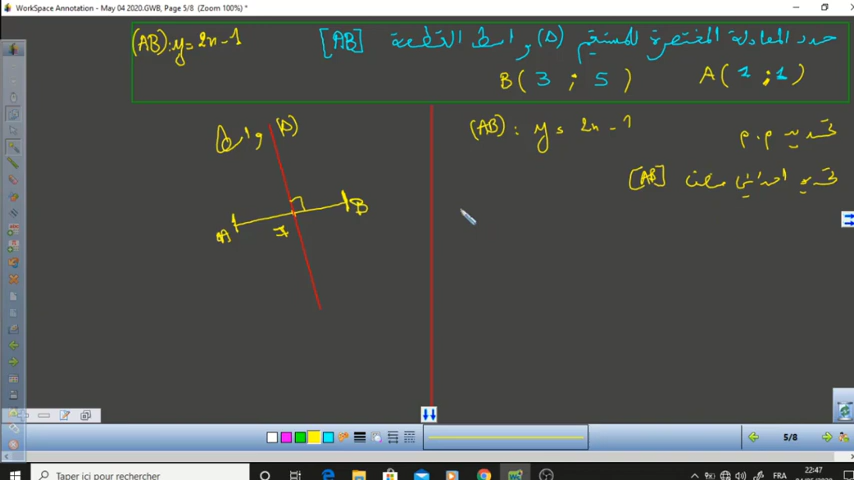 WorkSpace Annotation - May 04 2020.GWB, Page 5/8 (Zoom 100%) *
حدد المعادلة المختصرة للمستقيم (D) واسط القطعة [AB]
(AB): y = 2x - 1
A(1 ; 1)
B(3 ; 5)
(D) واسط
A
I
B
(AB) : y = 2x - 1
تحديد م.م
تحديد احداثيتي منتصف [AB]
5/8
Taper ici pour rechercher
FRA
22:47